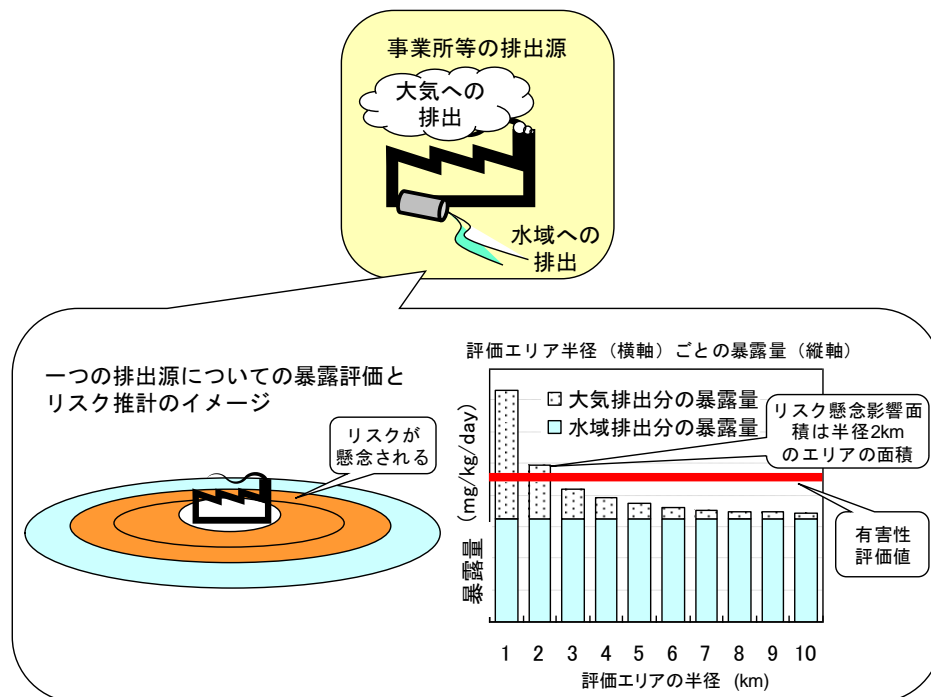 事業所等の排出源
大気への
排出
水域への
排出
一つの排出源についての暴露評価と
リスク推計のイメージ
リスクが
懸念される
評価エリア半径（横軸）ごとの暴露量（縦軸）
大気排出分の暴露量
水域排出分の暴露量
リスク懸念影響面
積は半径2km
のエリアの面積
有害性
評価値
暴露量 (mg/kg/day)
1 2 3 4 5 6 7 8 9 10
評価エリアの半径 (km)